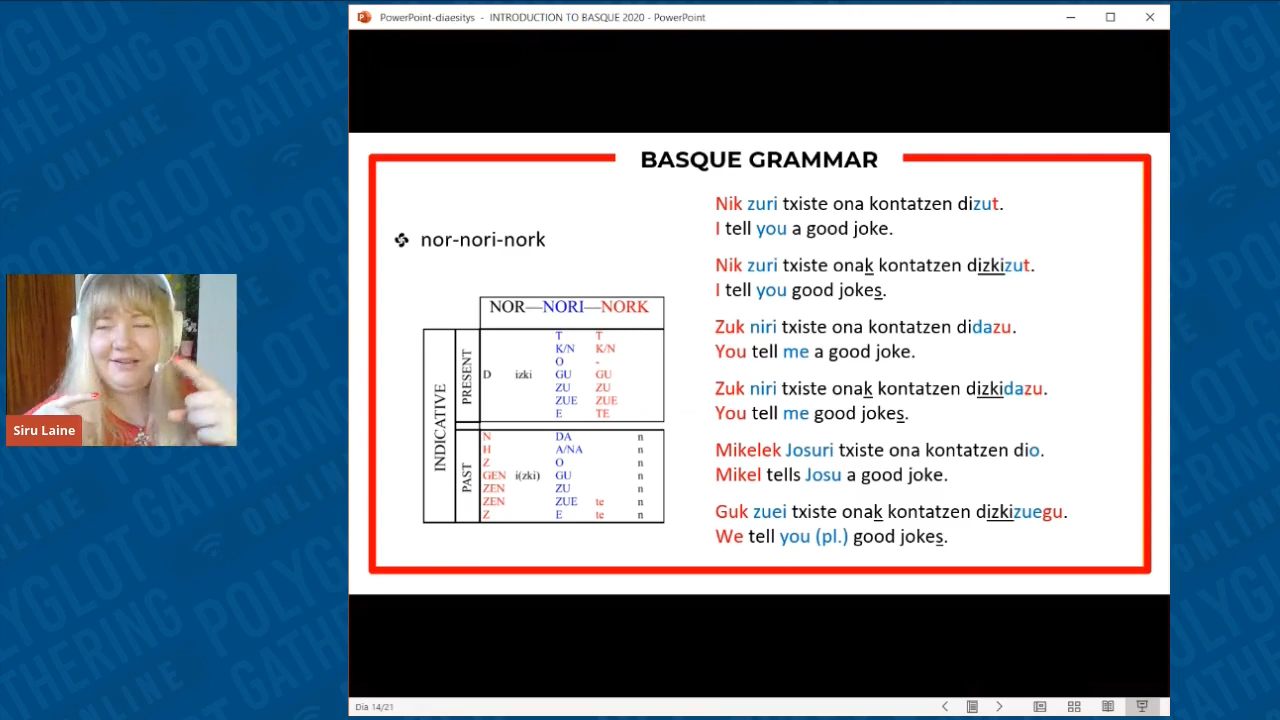 PowerPoint-diaesitys - INTRODUCTION TO BASQUE 2020 - PowerPoint
POLYGLOT
GATHERING
ONLINE
Siru Laine
BASQUE GRAMMAR
nor-nori-nork
NOR—NORI—NORK
INDICATIVE
PRESENT
T T
K/N K/N
O -
D izki GU GU
ZU ZU
ZUE ZUE
E TE
PAST
N DA n
H A/NA n
Z O n
GEN i(zki) GU n
ZEN ZU n
ZEN ZUE te n
Z E te n
Nik zuri txiste ona kontatzen dizut.
I tell you a good joke.
Nik zuri txiste onak kontatzen dizkizut.
I tell you good jokes.
Zuk niri txiste ona kontatzen didazu.
You tell me a good joke.
Zuk niri txiste onak kontatzen dizkidazu.
You tell me good jokes.
Mikelek Josuri txiste ona kontatzen dio.
Mikel tells Josu a good joke.
Guk zuei txiste onak kontatzen dizkizuegu.
We tell you (pl.) good jokes.
Dia 14/21